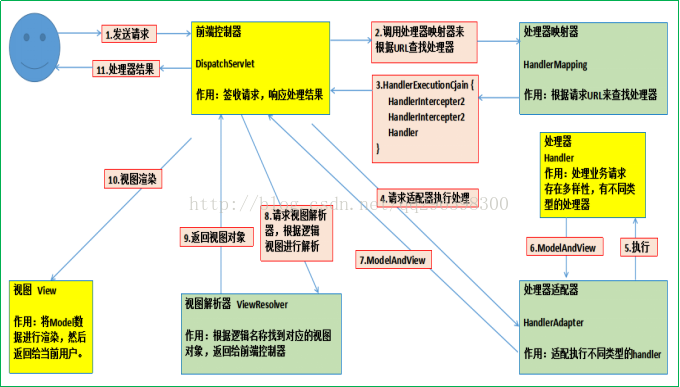 1.发送请求
11.处理器结果
前端控制器
DispatchServlet
作用：签收请求，响应处理结果
2.调用处理器映射器来
根据URL查找处理器
3.HandlerExecutionCjain {
HandlerIntercepter2
HandlerIntercepter2
Handler
}
处理器映射器
HandlerMapping
作用：根据请求URL来查找处理器
处理器
Handler
作用：处理业务请求
存在多样性，有不同类
型的处理器
4.请求适配器执行处理
5.执行
6.ModelAndView
7.ModelAndView
处理器适配器
HandlerAdapter
作用：适配执行不同类型的handler
8.请求视图解析
器，根据逻辑
视图进行解析
9.返回视图对象
视图解析器 ViewResolver
作用：根据逻辑名称找到对应的视图
对象，返回给前端控制器
10.视图渲染
视图 View
作用：将Model数
据进行渲染，然后
返回给当前用户。